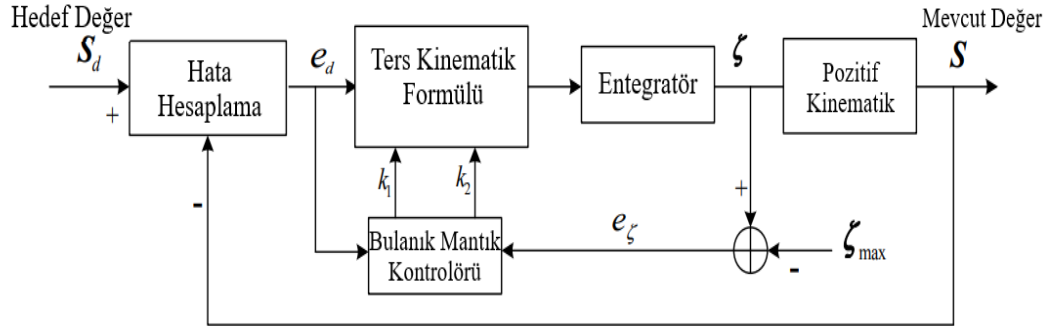 Hedef Değer
S_d
+
Hata
Hesaplama
e_d
Ters Kinematik
Formülü
Entegratör
ζ
Pozitif
Kinematik
Mevcut Değer
S
-
k_1
k_2
Bulanık Mantık
Kontrolörü
e_ζ
+
-
ζ_max